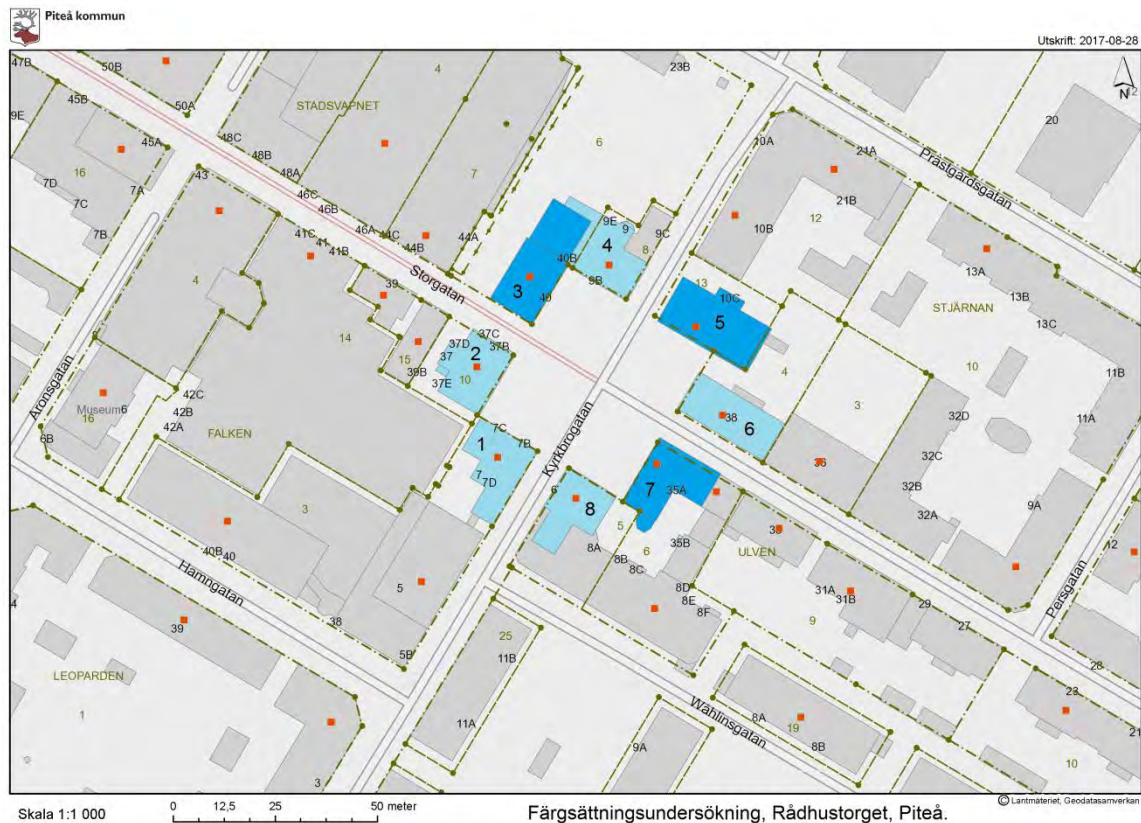 Piteå kommun
Utskrift: 2017-08-28
47B
50B
4
23B
N
12
45B
50A
STADSVAPNET
20
9E
45A
48C
48B
48A
6
10A
21A
Prästgårdsgatan
16
7D
7A
7C
7B
43
46C
46B
46A
44C
44B
7
44A
9E
9
9C
8
10B
12
21B
41C
41
41B
4
40B
4
9B
13
10C
13A
13B
13C
STJÄRNAN
Storgatan
39
3
40
5
14
15
39B
37C
37D
37B
37
2
37E
10
4
3
10
11B
Aronsgatan
Museum
6
16
42C
42B
42A
6B
FALKEN
1
7C
7B
7
7D
Kyrkbrogatan
38
6
36
32D
32C
32B
32A
11A
9A
3
40B
40
6
8
5
8A
8B
8C
6
7
35A
35B
33
ULVEN
8D
8E
8F
31A
31B
9
29
27
Persgatan
12
28
Hamngatan
4
39
38
5
5B
25
11B
11A
LEOPARDEN
1
3
Wahlinsgatan
8A
19
8B
9A
23
21
10
Skala 1:1 000
0 12,5 25 50 meter
Färgsättningsundersökning, Rådhustorget, Piteå.
© Lantmäteriet, Geodatasamverkan